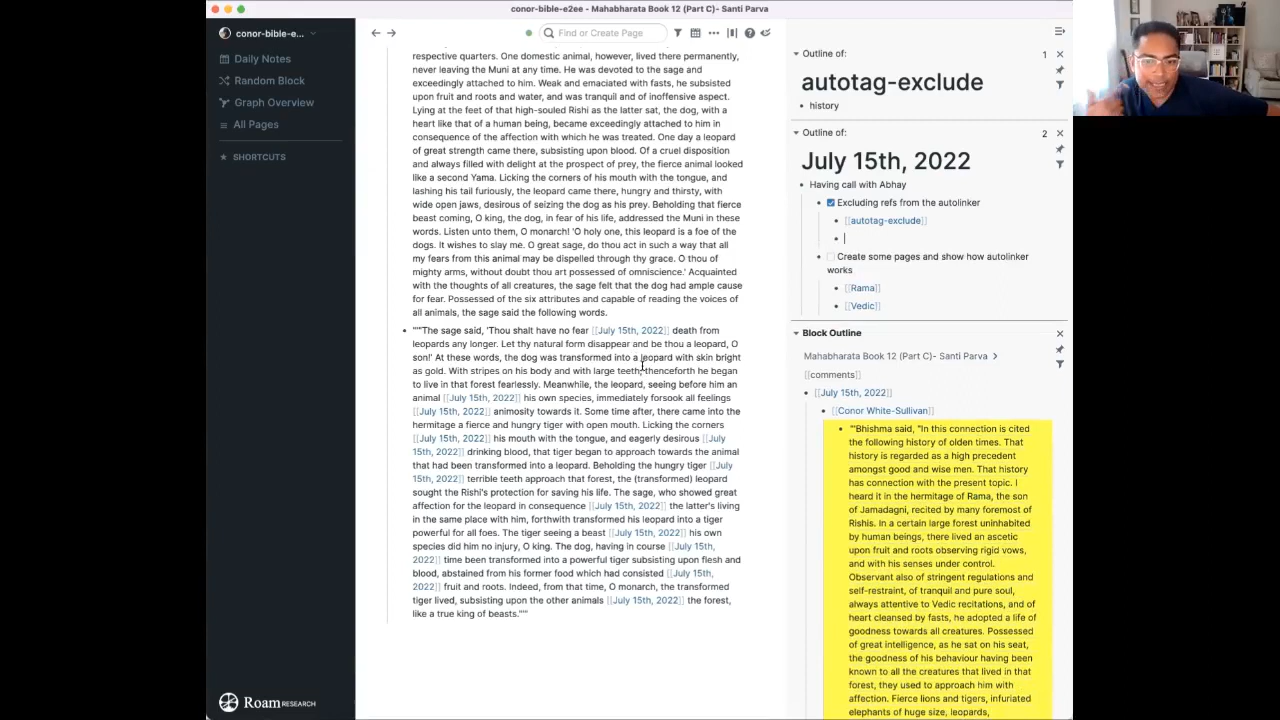 conor-bible-e2ee - Mahabharata Book 12 (Part C)- Santi Parva
conor-bible-e...
Daily Notes
Random Block
Graph Overview
All Pages
SHORTCUTS
Roam RESEARCH
Find or Create Page
respective quarters. One domestic animal, however, lived there permanently,
never leaving the Muni at any time. He was devoted to the sage and
exceedingly attached to him. Weak and emaciated with fasts, he subsisted
upon fruit and roots and water, and was tranquil and of inoffensive aspect.
Lying at the feet of that high-souled Rishi as the latter sat, the dog, with a
heart like that of a human being, became exceedingly attached to him in
consequence of the affection with which he was treated. One day a leopard
of great strength came there, subsisting upon blood. Of a cruel disposition
and always filled with delight at the prospect of prey, the fierce animal looked
like a second Yama. Licking the corners of his mouth with the tongue, and
lashing his tail furiously, the leopard came there, hungry and thirsty, with
wide open jaws, desirous of seizing the dog as his prey. Beholding that fierce
beast coming, O king, the dog, in fear of his life, addressed the Muni in these
words. Listen unto them, O monarch! 'O holy one, this leopard is a foe of the
dogs. It wishes to slay me. O great sage, do thou act in such a way that all
my fears from this animal may be dispelled through thy grace. O thou of
mighty arms, without doubt thou art possessed of omniscience.' Acquainted
with the thoughts of all creatures, the sage felt that the dog had ample cause
for fear. Possessed of the six attributes and capable of reading the voices of
all animals, the sage said the following words.
"'"The sage said, 'Thou shalt have no fear [[July 15th, 2022]] death from
leopards any longer. Let thy natural form disappear and be thou a leopard, O
son!' At these words, the dog was transformed into a leopard with skin bright
as gold. With stripes on his body and with large teeth, thenceforth he began
to live in that forest fearlessly. Meanwhile, the leopard, seeing before him an
animal [[July 15th, 2022]] his own species, immediately forsook all feelings
[[July 15th, 2022]] animosity towards it. Some time after, there came into the
hermitage a fierce and hungry tiger with open mouth. Licking the corners
[[July 15th, 2022]] his mouth with the tongue, and eagerly desirous [[July
15th, 2022]] drinking blood, that tiger began to approach towards the animal
that had been transformed into a leopard. Beholding the hungry tiger [[July
15th, 2022]] terrible teeth approach that forest, the (transformed) leopard
sought the Rishi's protection for saving his life. The sage, who showed great
affection for the leopard in consequence [[July 15th, 2022]] the latter's living
in the same place with him, forthwith transformed his leopard into a tiger
powerful for all foes. The tiger seeing a beast [[July 15th, 2022]] his own
species did him no injury, O king. The dog, having in course [[July 15th,
2022]] time been transformed into a powerful tiger subsisting upon flesh and
blood, abstained from his former food which had consisted [[July 15th,
2022]] fruit and roots. Indeed, from that time, O monarch, the transformed
tiger lived, subsisting upon the other animals [[July 15th, 2022]] the forest,
like a true king of beasts."'"
Outline of: 1
autotag-exclude
history
Outline of: 2
July 15th, 2022
Having call with Abhay
Excluding refs from the autolinker
[[autotag-exclude]]
Create some pages and show how autolinker
works
[[Rama]]
[[Vedic]]
Block Outline
Mahabharata Book 12 (Part C)- Santi Parva
[[comments]]
[[July 15th, 2022]]
[[Conor White-Sullivan]]
"'Bhishma said, "In this connection is cited
the following history of olden times. That
history is regarded as a high precedent
amongst good and wise men. That history
has connection with the present topic. I
heard it in the hermitage of Rama, the son
of Jamadagni, recited by many foremost of
Rishis. In a certain large forest uninhabited
by human beings, there lived an ascetic
upon fruit and roots observing rigid vows,
and with his senses under control.
Observant also of stringent regulations and
self-restraint, of tranquil and pure soul,
always attentive to Vedic recitations, and of
heart cleansed by fasts, he adopted a life of
goodness towards all creatures. Possessed
of great intelligence, as he sat on his seat,
the goodness of his behaviour having been
known to all the creatures that lived in that
forest, they used to approach him with
affection. Fierce lions and tigers, infuriated
elephants of huge size, leopards,